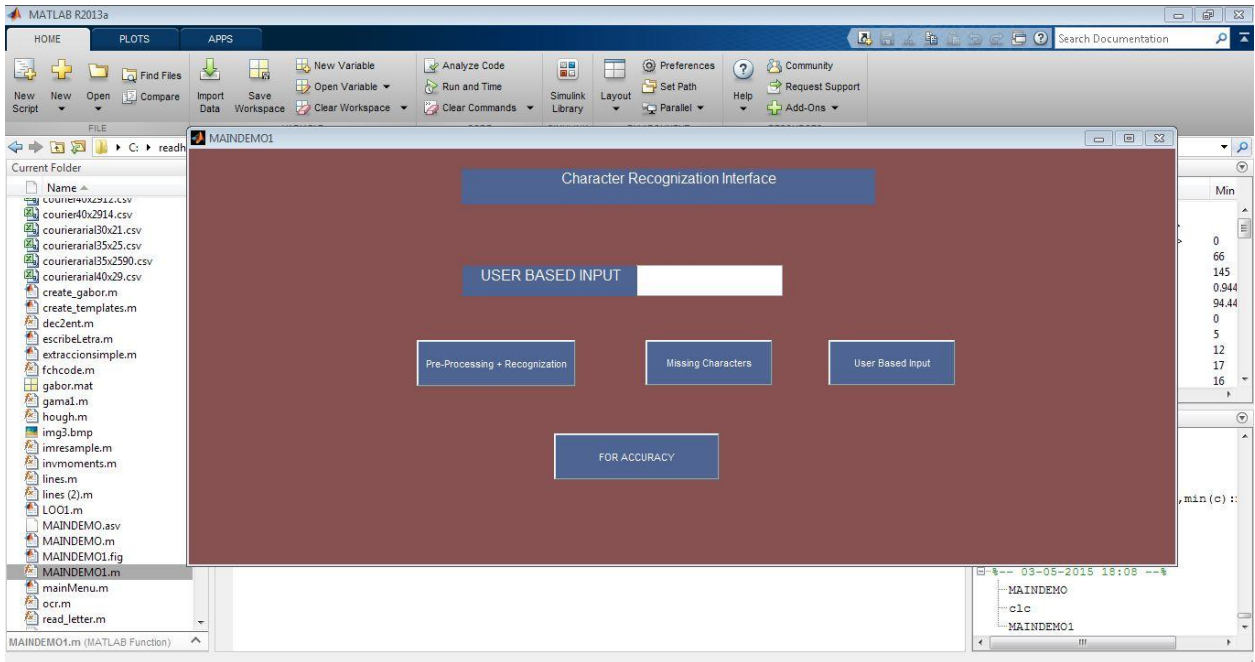 MATLAB R2013a
HOME PLOTS APPS
Search Documentation
New Script
New
Open
Find Files
Compare
Import Data
Save Workspace
New Variable
Open Variable
Clear Workspace
Analyze Code
Run and Time
Clear Commands
Simulink Library
Layout
Preferences
Set Path
Parallel
Help
Community
Request Support
Add-Ons
FILE
C: readh
MAINDEMO1
Current Folder
Name
courier40x2912.csv
courier40x2914.csv
courierarial30x21.csv
courierarial35x25.csv
courierarial35x2590.csv
courierarial40x29.csv
create_gabor.m
create_templates.m
dec2ent.m
escribeLetra.m
extraccionsimple.m
fchcode.m
gabor.mat
gama1.m
hough.m
img3.bmp
imresample.m
invmoments.m
lines.m
lines (2).m
LOO1.m
MAINDEMO.asv
MAINDEMO.m
MAINDEMO1.fig
MAINDEMO1.m
mainMenu.m
ocr.m
read_letter.m
MAINDEMO1.m (MATLAB Function)
Character Recognization Interface
USER BASED INPUT
Pre-Processing + Recognization
Missing Characters
User Based Input
FOR ACCURACY
Min
0
66
145
0.944
94.44
0
5
12
17
16
,min(c)::
%-- 03-05-2015 18:08 --%
MAINDEMO
clc
MAINDEMO1